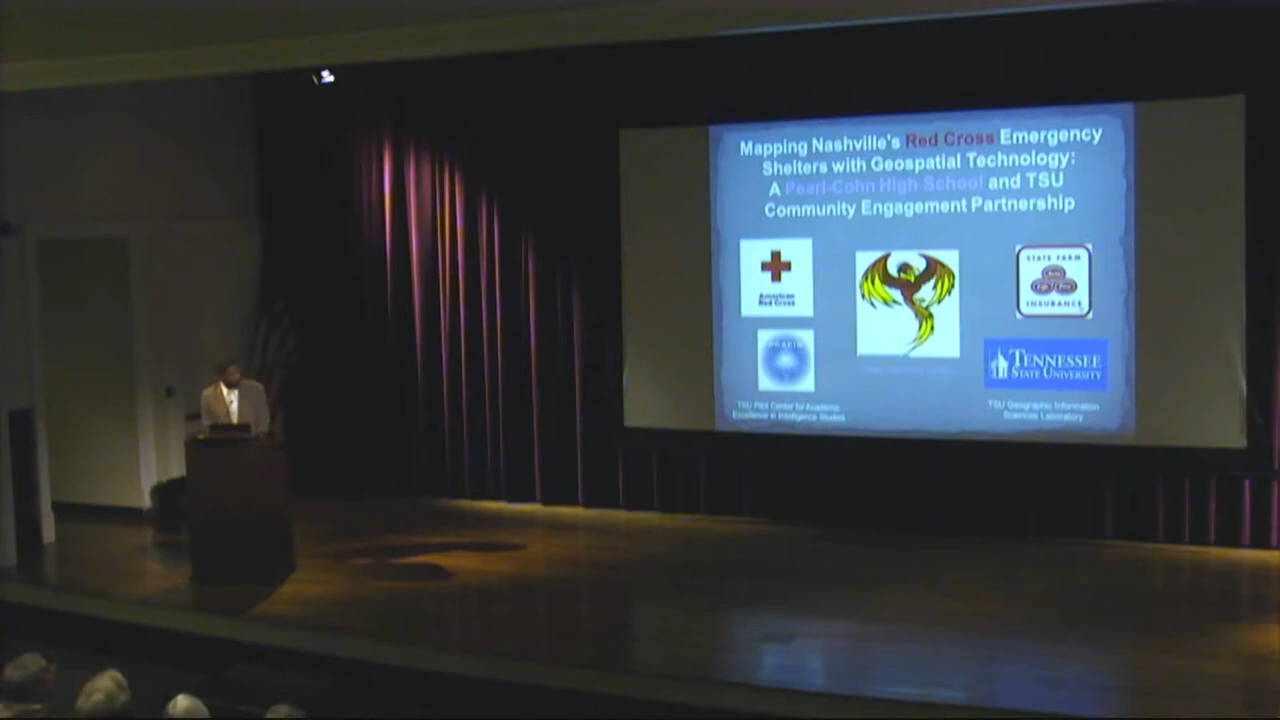 Mapping Nashville's Red Cross Emergency
Shelters with Geospatial Technology:
A Pearl-Cohn High School and TSU
Community Engagement Partnership
American
Red Cross
STATE FARM
INSURANCE
TENNESSEE
STATE UNIVERSITY
TSU Pilot Center for Academic
Excellence in Intelligence Studies
TSU Geographic Information
Sciences Laboratory